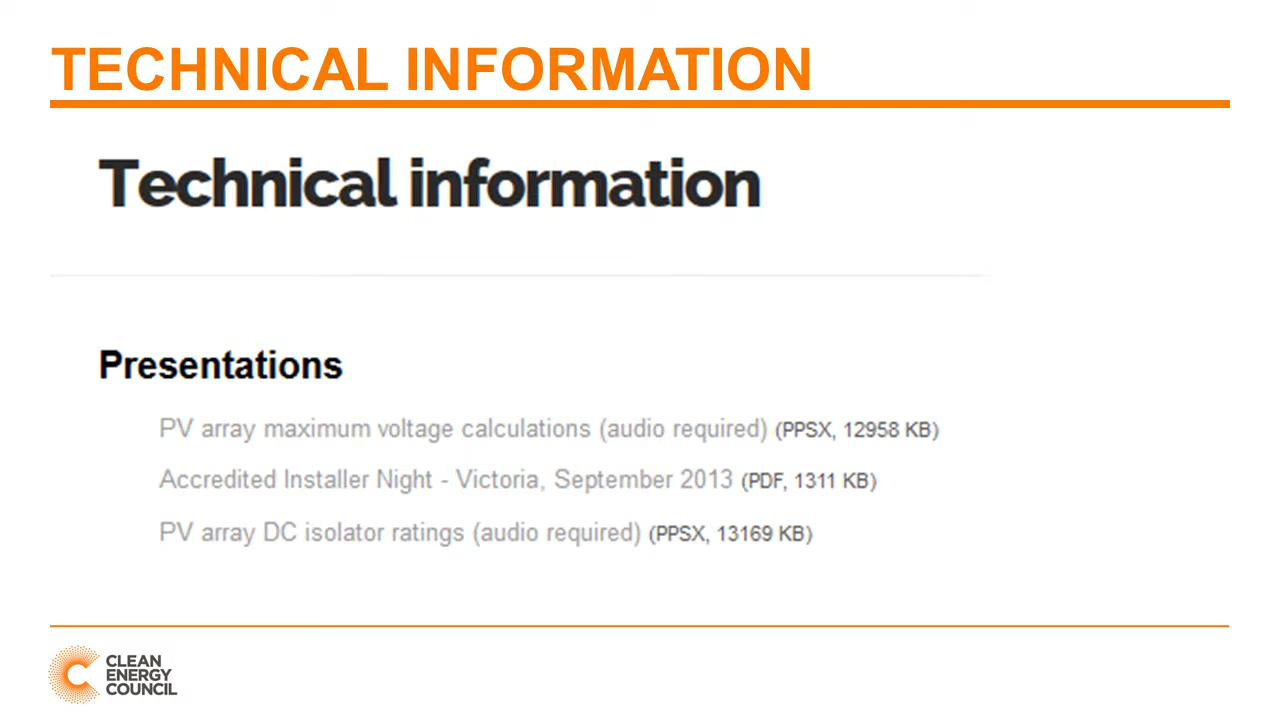 TECHNICAL INFORMATION
Technical information
Presentations
PV array maximum voltage calculations (audio required) (PPSX, 12958 KB)
Accredited Installer Night - Victoria, September 2013 (PDF, 1311 KB)
PV array DC isolator ratings (audio required) (PPSX, 13169 KB)
CLEAN
ENERGY
COUNCIL